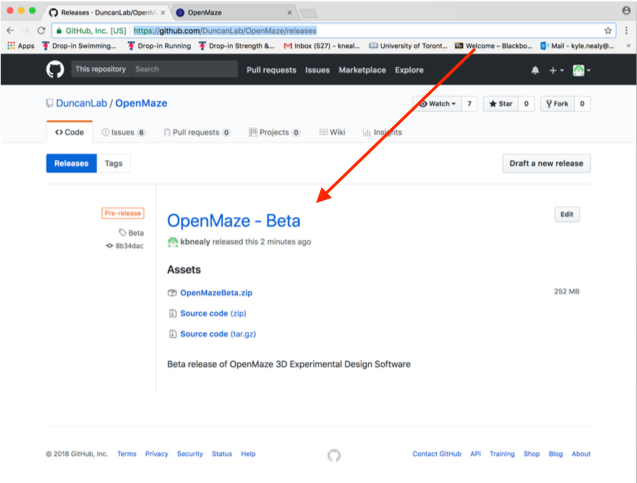 Releases · DuncanLab/OpenMa
OpenMaze
GitHub, Inc. [US] https://github.com/DuncanLab/OpenMaze/releases
Apps Drop-in Swimming... Drop-in Running Drop-in Strength &... Inbox (527) - kneal... University of Toront... Welcome – Blackbo... Mail - kyle.nealy@...
This repository Search Pull requests Issues Marketplace Explore
DuncanLab / OpenMaze Watch 7 Star 0 Fork 0
Code Issues 6 Pull requests 0 Projects 0 Wiki Insights
Releases Tags Draft a new release
Pre-release
OpenMaze - Beta Edit
Beta
kbnealy released this 2 minutes ago
8b34dac
Assets
OpenMazeBeta.zip 252 MB
Source code (zip)
Source code (tar.gz)
Beta release of OpenMaze 3D Experimental Design Software
© 2018 GitHub, Inc. Terms Privacy Security Status Help Contact GitHub API Training Shop Blog About